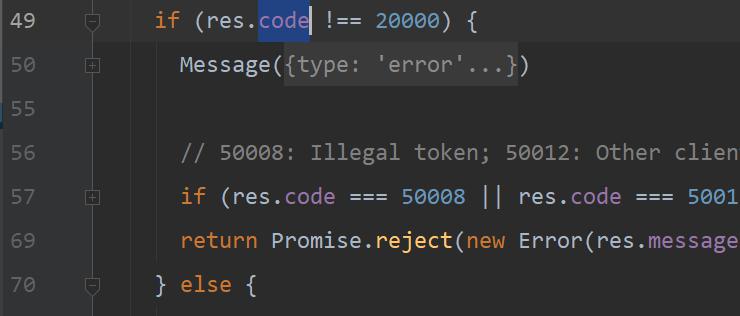 49 if (res.code !== 20000) {
50 Message({type: 'error'...})
55
56 // 50008: Illegal token; 50012: Other clien
57 if (res.code === 50008 || res.code === 5001
69 return Promise.reject(new Error(res.message
70 } else {